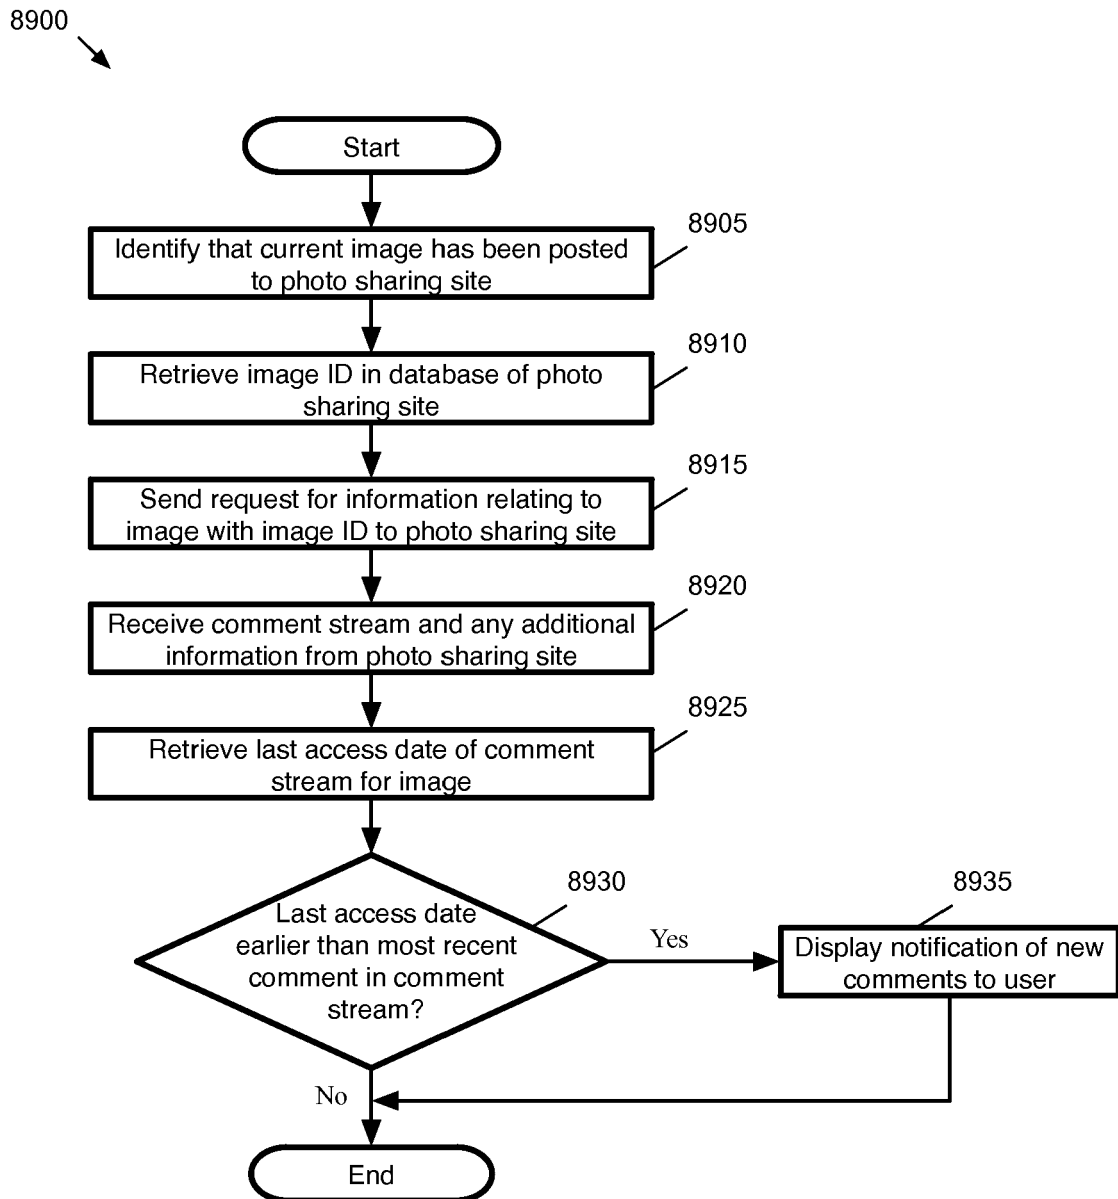 8900
Start
8905
Identify that current image has been posted
to photo sharing site
8910
Retrieve image ID in database of photo
sharing site
8915
Send request for information relating to
image with image ID to photo sharing site
8920
Receive comment stream and any additional
information from photo sharing site
8925
Retrieve last access date of comment
stream for image
8930
Last access date
earlier than most recent
comment in comment
stream?
Yes
8935
Display notification of new
comments to user
No
End